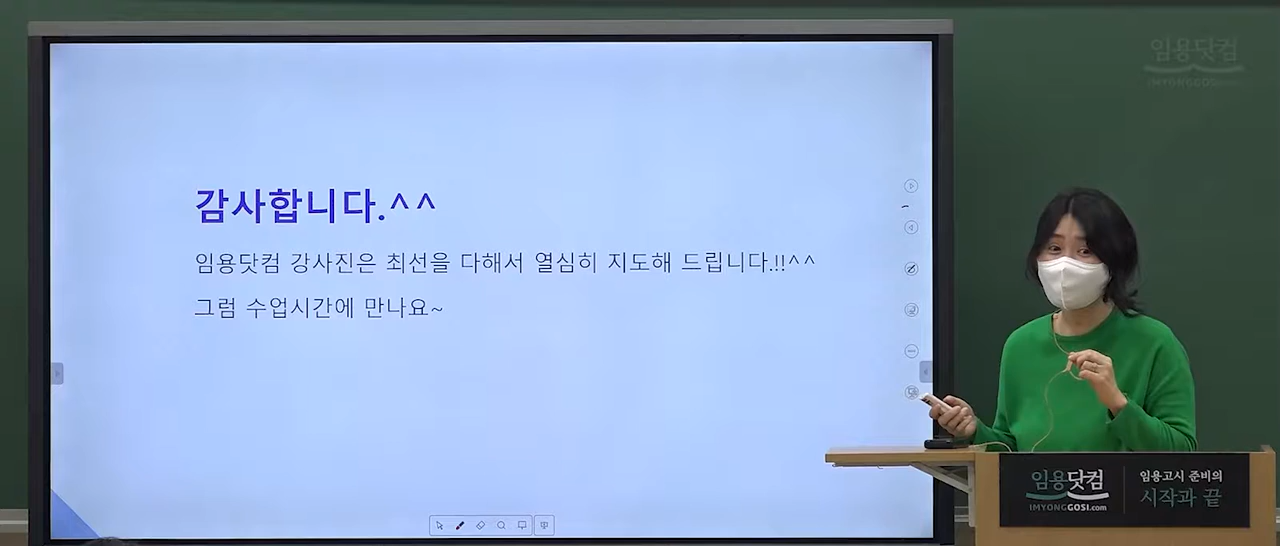 감사합니다.^^
임용닷컴 강사진은 최선을 다해서 열심히 지도해 드립니다.!!^^
그럼 수업시간에 만나요~
임용닷컴
IMYONGGOSI.com
임용닷컴
IMYONGGOSI.com
임용고시 준비의
시작과 끝